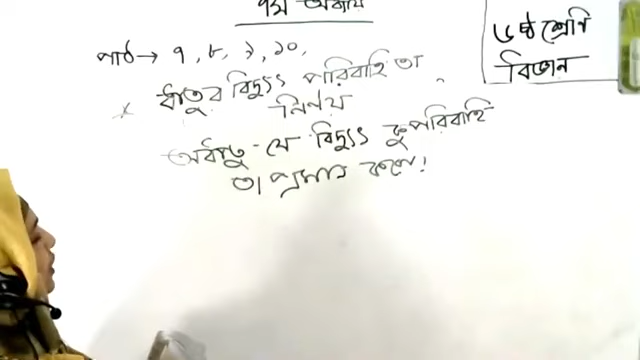 ৭ম অধ্যায়
৬ষ্ঠ শ্রেণি
বিজ্ঞান
পাঠ → ৭, ৮, ৯, ১০,
* ধাতুর বিদ্যুৎ পরিবাহিতা
নির্ণয়
অধাতু - যে বিদ্যুৎ কুপরিবাহি
তা প্রমাণ করো।